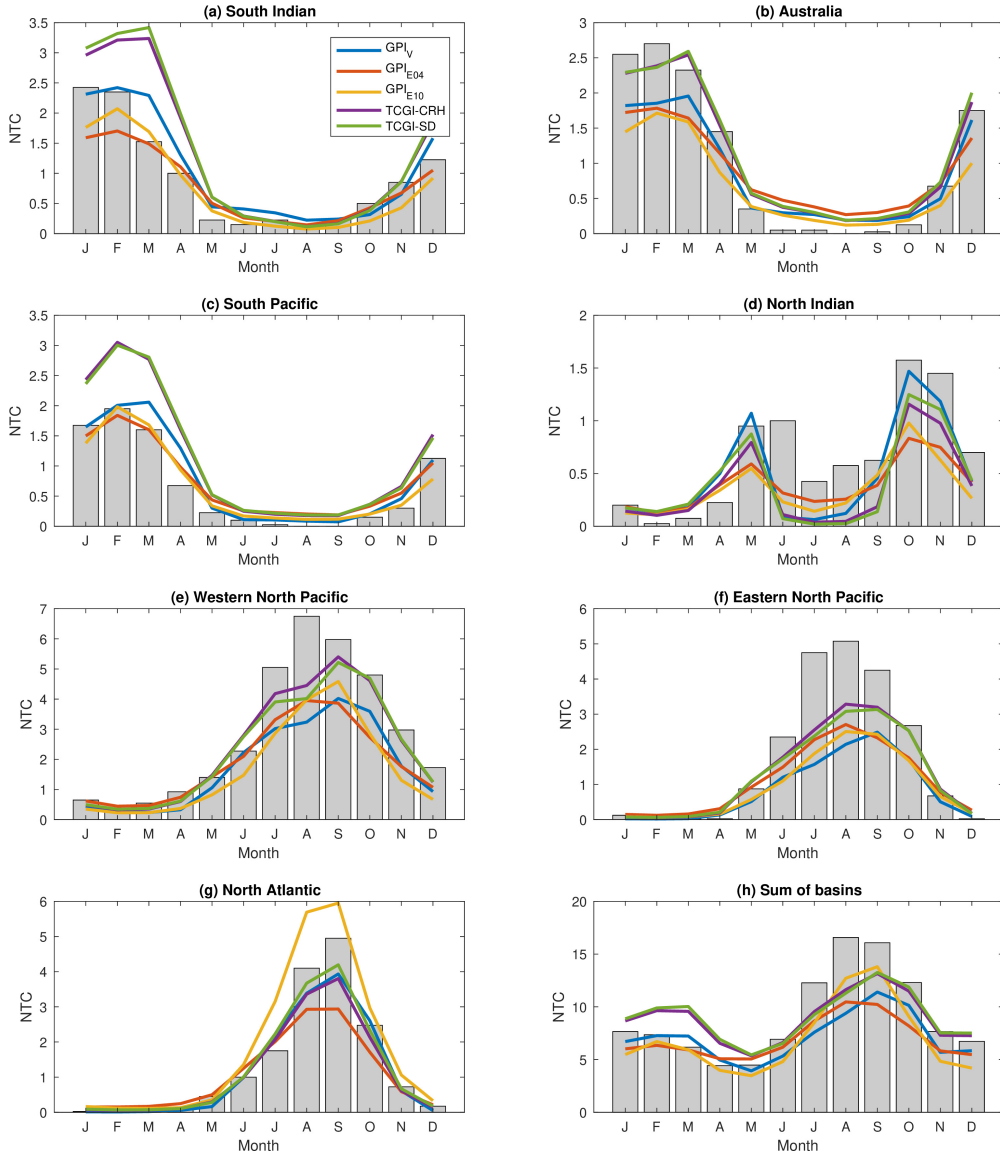 (a) South Indian
3.5
3
2.5
2
1.5
1
0.5
0
NTC
J F M A M J J A S O N D
Month
GPI_V
GPI_E04
GPI_E10
TCGI-CRH
TCGI-SD
(b) Australia
3
2.5
2
1.5
1
0.5
0
NTC
J F M A M J J A S O N D
Month
(c) South Pacific
3.5
3
2.5
2
1.5
1
0.5
0
NTC
J F M A M J J A S O N D
Month
(d) North Indian
2
1.5
1
0.5
0
NTC
J F M A M J J A S O N D
Month
(e) Western North Pacific
7
6
5
4
3
2
1
0
NTC
J F M A M J J A S O N D
Month
(f) Eastern North Pacific
6
5
4
3
2
1
0
NTC
J F M A M J J A S O N D
Month
(g) North Atlantic
6
5
4
3
2
1
0
NTC
J F M A M J J A S O N D
Month
(h) Sum of basins
20
15
10
5
0
NTC
J F M A M J J A S O N D
Month